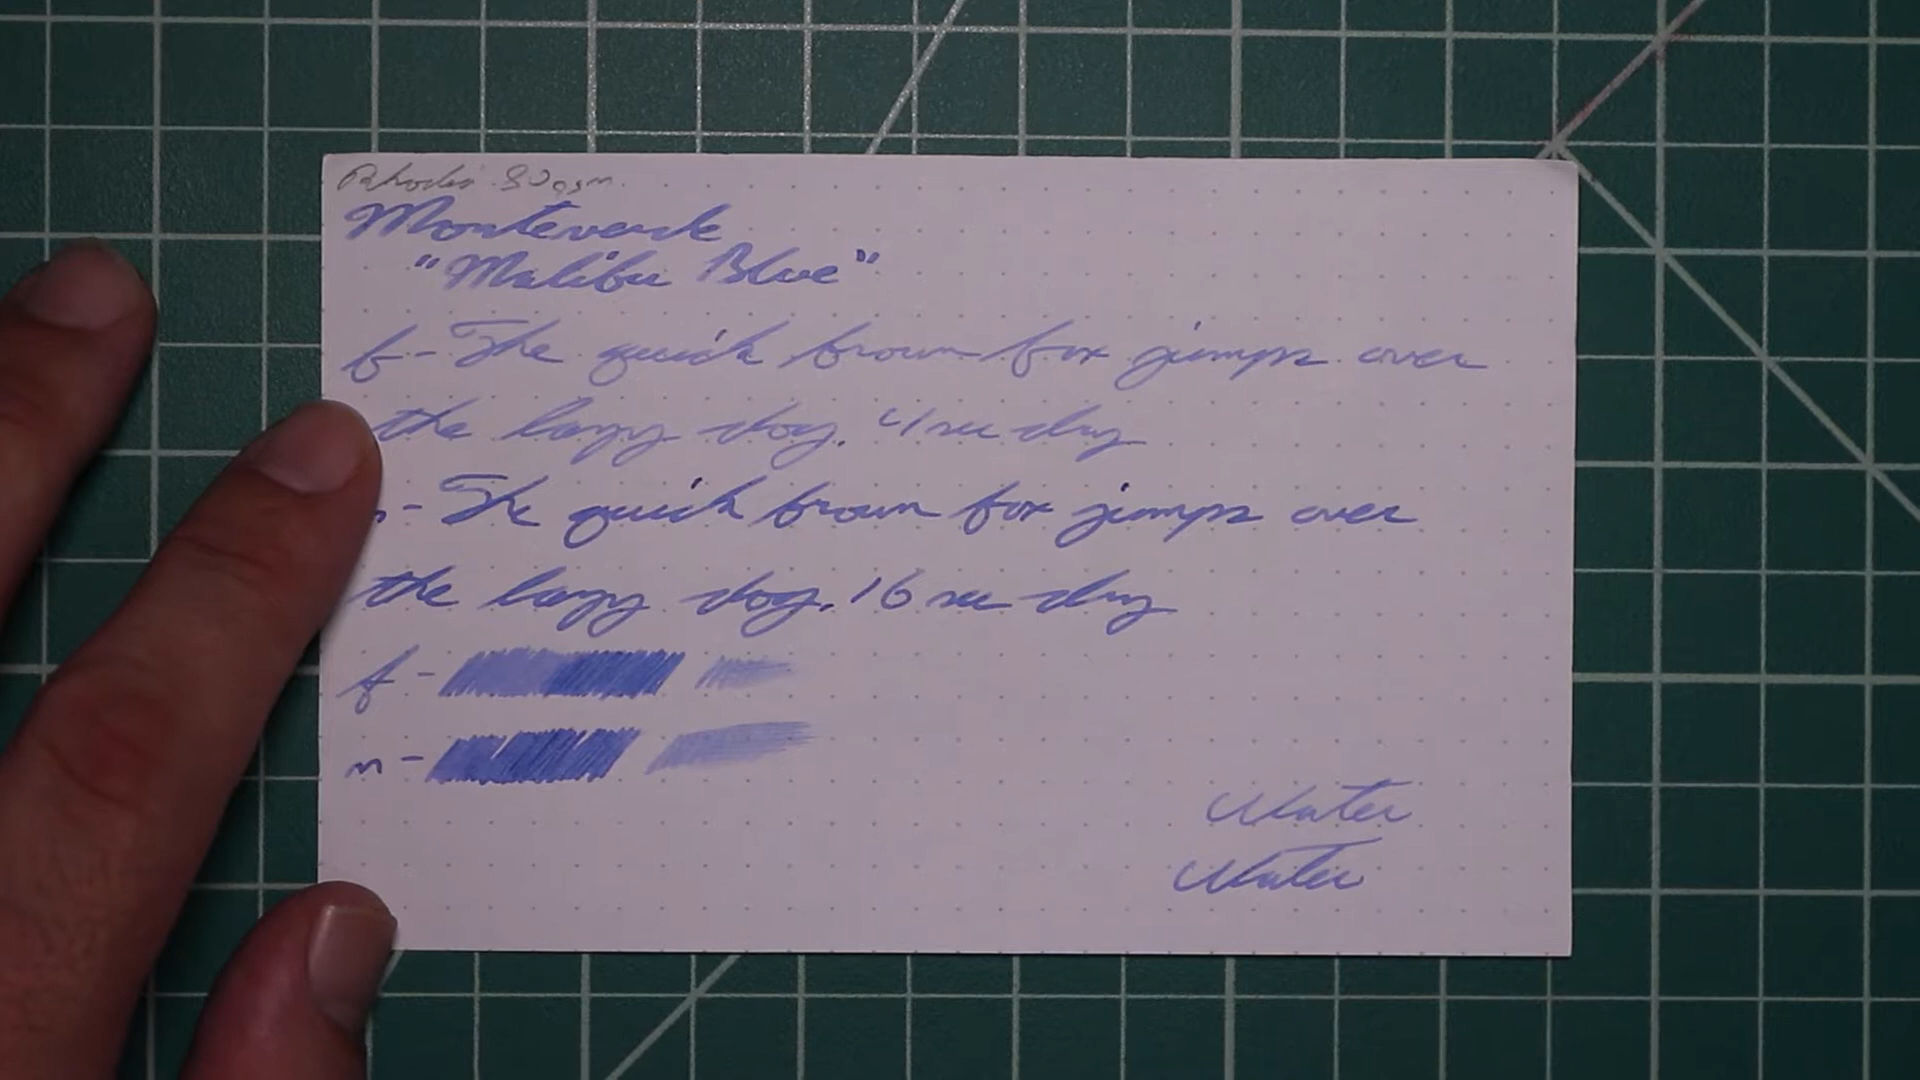 Rhodia 80gsm
Monteverde
"Malibu Blue"
f- The quick brown fox jumps over
the lazy dog. 4 sec dry
- The quick brown fox jumps over
the lazy dog. 16 sec dry
f-
m-
Water
Water